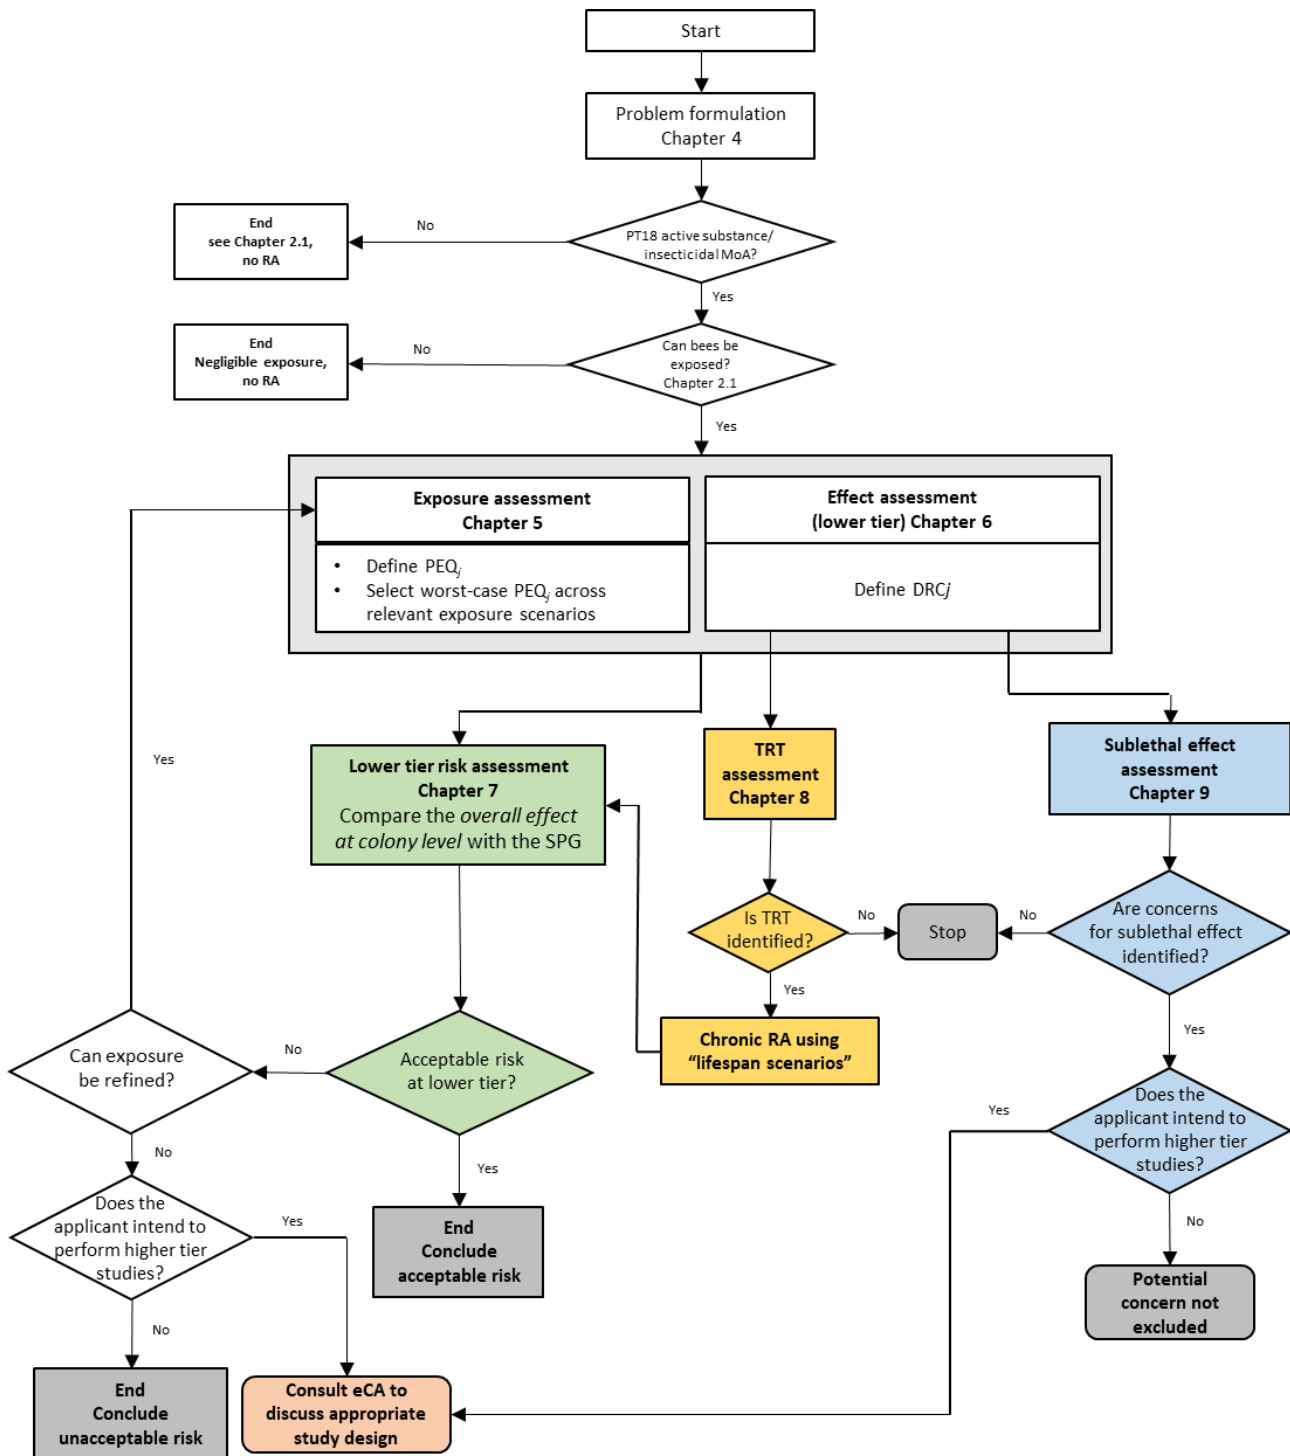 Start
Problem formulation
Chapter 4
PT18 active substance/
insecticidal MoA?
No
End
see Chapter 2.1,
no RA
Yes
Can bees be
exposed?
Chapter 2.1
No
End
Negligible exposure,
no RA
Yes
Exposure assessment
Chapter 5
• Define PEQj
• Select worst-case PEQj across
relevant exposure scenarios
Effect assessment
(lower tier) Chapter 6
Define DRCj
Yes
Lower tier risk assessment
Chapter 7
Compare the overall effect
at colony level with the SPG
TRT
assessment
Chapter 8
Sublethal effect
assessment
Chapter 9
Is TRT
identified?
No
Stop
No
Are concerns
for sublethal effect
identified?
Yes
Chronic RA using
“lifespan scenarios”
Yes
Can exposure
be refined?
No
Acceptable risk
at lower tier?
Yes
Does the
applicant intend to
perform higher tier
studies?
No
Yes
Does the
applicant intend to
perform higher tier
studies?
Yes
End
Conclude
acceptable risk
No
Potential
concern not
excluded
No
End
Conclude
unacceptable risk
Consult eCA to
discuss appropriate
study design